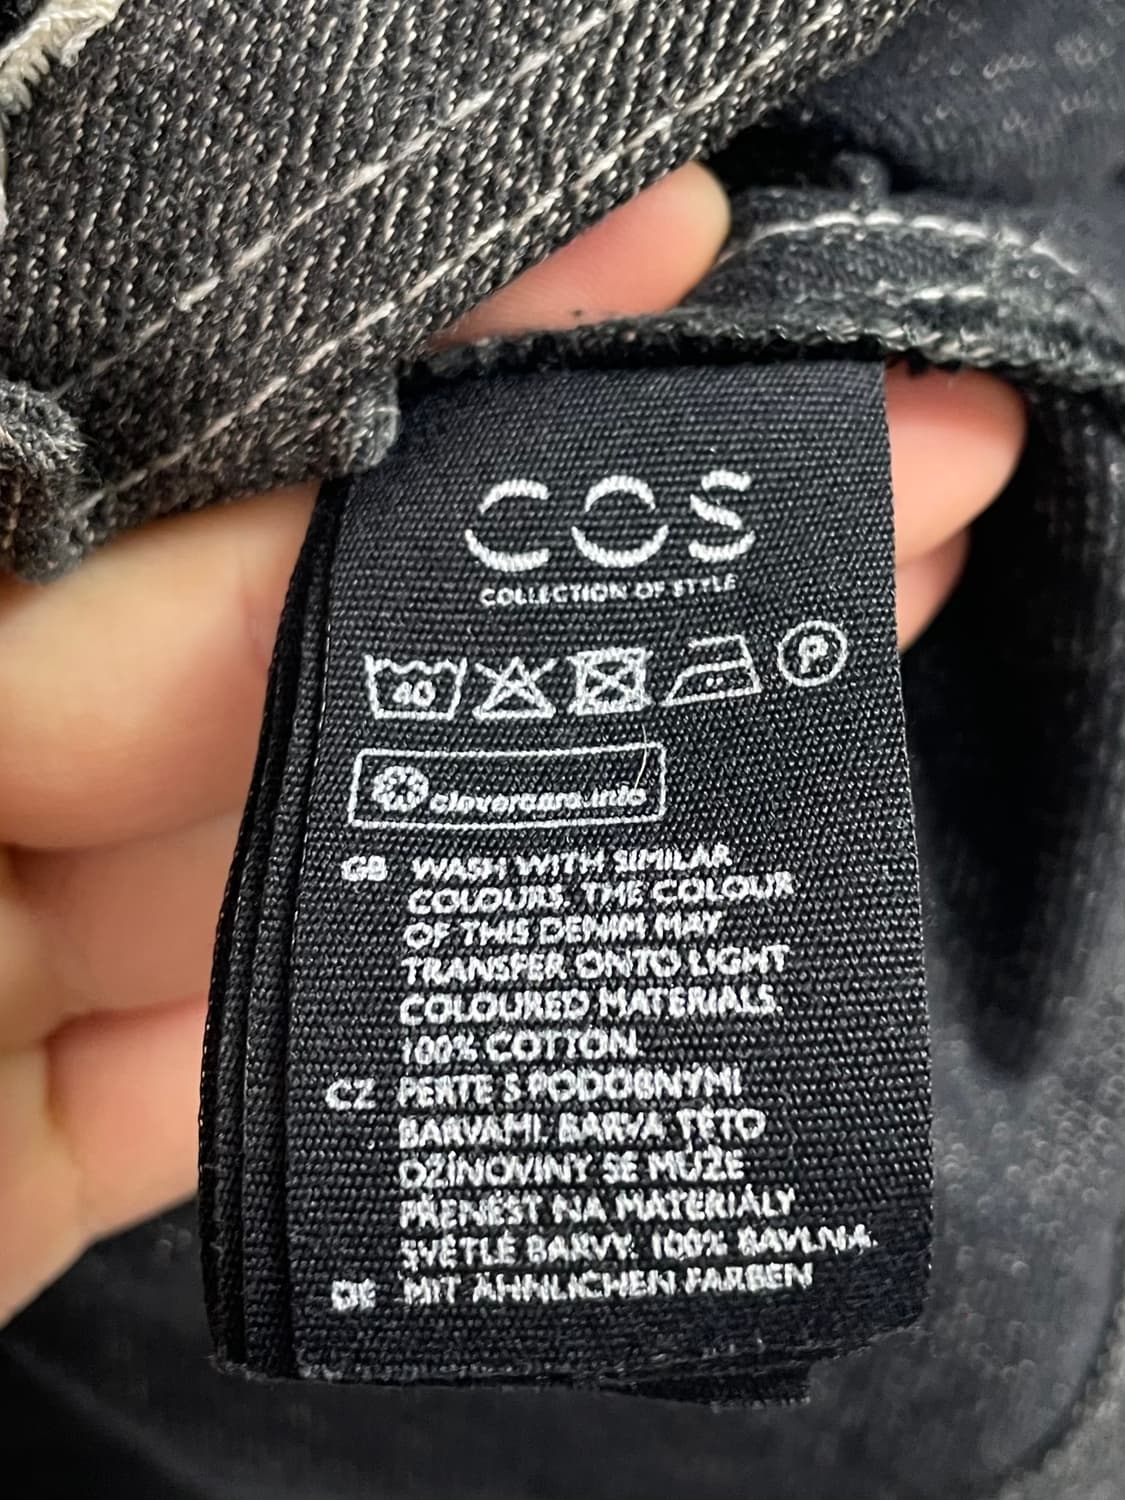 COS
COLLECTION OF STYLE
40 P
clevercare.info
GB WASH WITH SIMILAR
COLOURS. THE COLOUR
OF THIS DENIM MAY
TRANSFER ONTO LIGHT
COLOURED MATERIALS.
100% COTTON.
CZ PERTE S PODOBNÝMI
BARVAMI. BARVA TÉTO
DŽÍNOVINY SE MŮŽE
PŘENÉST NA MATERIÁLY
SVĚTLÉ BARVY. 100% BAVLNA.
DE MIT ÄHNLICHEN FARBEN